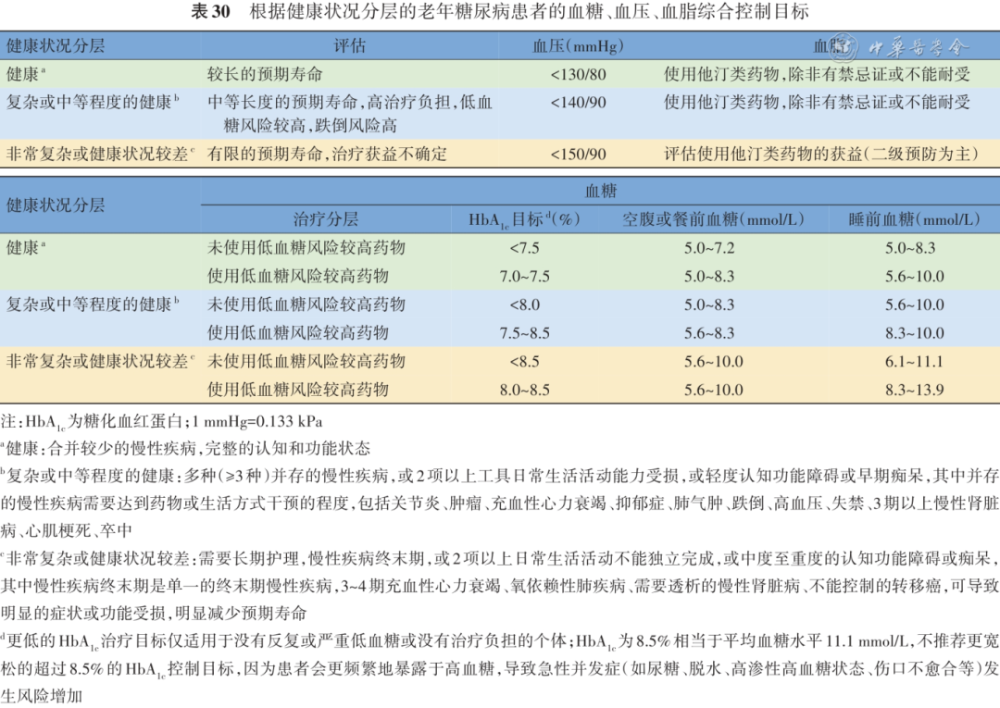 表30 根据健康状况分层的老年糖尿病患者的血糖、血压、血脂综合控制目标
健康状况分层 评估 血压(mmHg) 血脂
中华医学会
健康a 较长的预期寿命 <130/80 使用他汀类药物,除非有禁忌证或不能耐受
复杂或中等程度的健康b 中等长度的预期寿命,高治疗负担,低血 <140/90 使用他汀类药物,除非有禁忌证或不能耐受
糖风险较高,跌倒风险高
非常复杂或健康状况较差c 有限的预期寿命,治疗获益不确定 <150/90 评估使用他汀类药物的获益(二级预防为主)
健康状况分层 血糖
治疗分层 HbA1c目标d(%) 空腹或餐前血糖(mmol/L) 睡前血糖(mmol/L)
健康a 未使用低血糖风险较高药物 <7.5 5.0~7.2 5.0~8.3
使用低血糖风险较高药物 7.0~7.5 5.0~8.3 5.6~10.0
复杂或中等程度的健康b 未使用低血糖风险较高药物 <8.0 5.0~8.3 5.6~10.0
使用低血糖风险较高药物 7.5~8.5 5.6~8.3 8.3~10.0
非常复杂或健康状况较差c 未使用低血糖风险较高药物 <8.5 5.6~10.0 6.1~11.1
使用低血糖风险较高药物 8.0~8.5 5.6~10.0 8.3~13.9
注:HbA1c为糖化血红蛋白;1 mmHg=0.133 kPa
a健康:合并较少的慢性疾病,完整的认知和功能状态
b复杂或中等程度的健康:多种(≥3种)并存的慢性疾病,或2项以上工具日常生活活动能力受损,或轻度认知功能障碍或早期痴呆,其中并存
的慢性疾病需要达到药物或生活方式干预的程度,包括关节炎、肿瘤、充血性心力衰竭、抑郁症、肺气肿、跌倒、高血压、失禁、3期以上慢性肾脏
病、心肌梗死、卒中
c非常复杂或健康状况较差:需要长期护理,慢性疾病终末期,或2项以上日常生活活动不能独立完成,或中度至重度的认知功能障碍或痴呆,
其中慢性疾病终末期是单一的终末期慢性疾病,3~4期充血性心力衰竭、氧依赖性肺疾病、需要透析的慢性肾脏病、不能控制的转移癌,可导致
明显的症状或功能受损,明显减少预期寿命
d更低的HbA1c治疗目标仅适用于没有反复或严重低血糖或没有治疗负担的个体;HbA1c为8.5%相当于平均血糖水平11.1 mmol/L,不推荐更宽
松的超过8.5%的HbA1c控制目标,因为患者会更频繁地暴露于高血糖,导致急性并发症(如尿糖、脱水、高渗性高血糖状态、伤口不愈合等)发
生风险增加